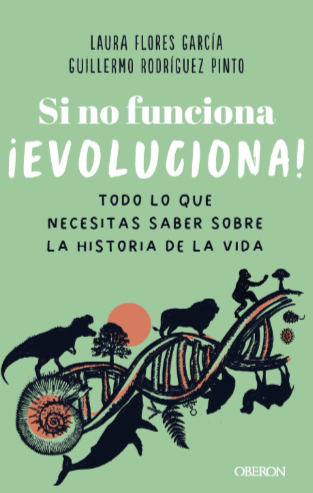 LAURA FLORES GARCÍA
GUILLERMO RODRÍGUEZ PINTO
Si no funciona
¡EVOLUCIONA!
TODO LO QUE
NECESITAS SABER SOBRE
LA HISTORIA DE LA VIDA
OBERON